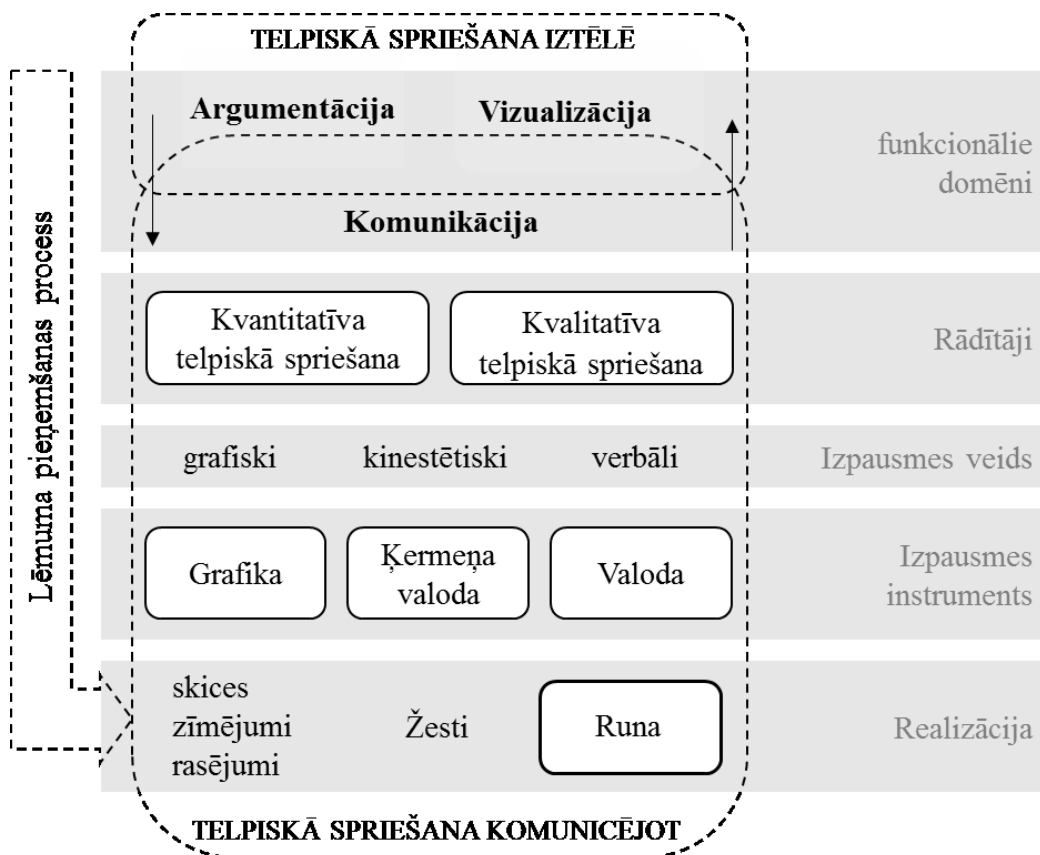 TELPISKĀ SPRIEŠANA IZTĒLĒ
Argumentācija
Vizualizācija
Komunikācija
funkcionālie
domēni
Lēmuma pieņemšanas process
Kvantitatīva
telpiskā spriešana
Kvalitatīva
telpiskā spriešana
Rādītāji
grafiski
kinestētiski
verbāli
Izpausmes veids
Grafika
Ķermeņa
valoda
Valoda
Izpausmes
instruments
skices
zīmējumi
rasējumi
Žesti
Runa
Realizācija
TELPISKĀ SPRIEŠANA KOMUNICĒJOT